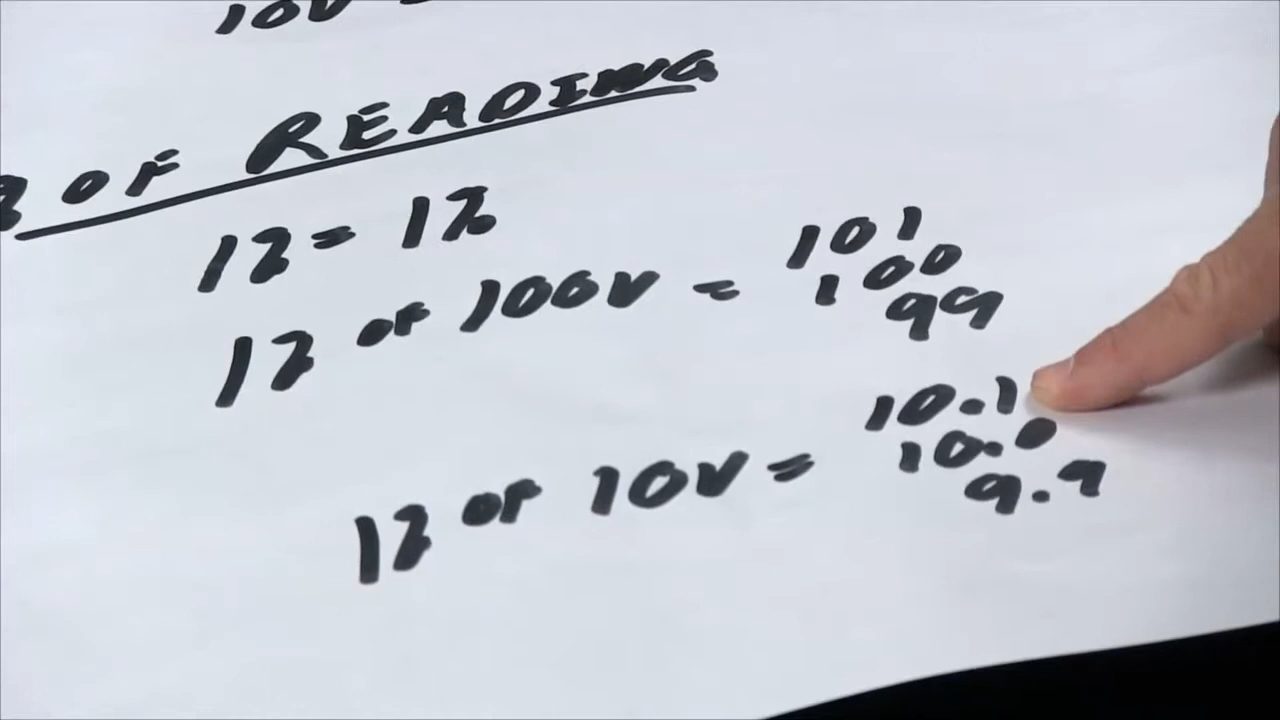 10V
% OF READING
1% = 1%
1% OF 100V = 101
100
99
1% OF 10V = 10.1
10.0
9.9